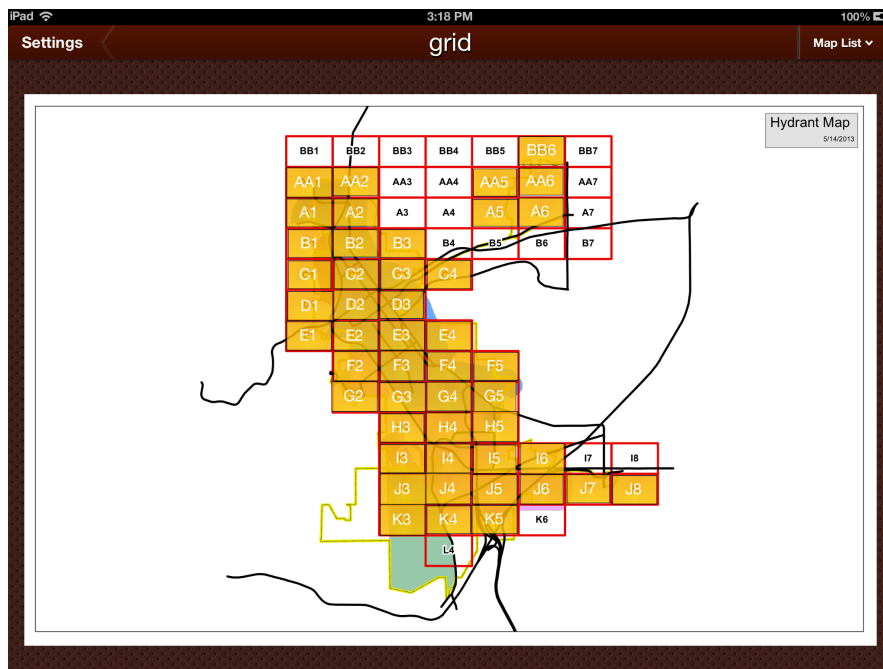 iPad 3:18 PM 100%
Settings grid Map List
Hydrant Map
5/14/2013
BB1 BB2 BB3 BB4 BB5 BB6 BB7
AA1 AA2 AA3 AA4 AA5 AA6 AA7
A1 A2 A3 A4 A5 A6 A7
B1 B2 B3 B4 B5 B6 B7
C1 C2 C3 C4
D1 D2 D3
E1 E2 E3 E4
F2 F3 F4 F5
G2 G3 G4 G5
H3 H4 H5
I3 I4 I5 I6 I7 I8
J3 J4 J5 J6 J7 J8
K3 K4 K5 K6
L4